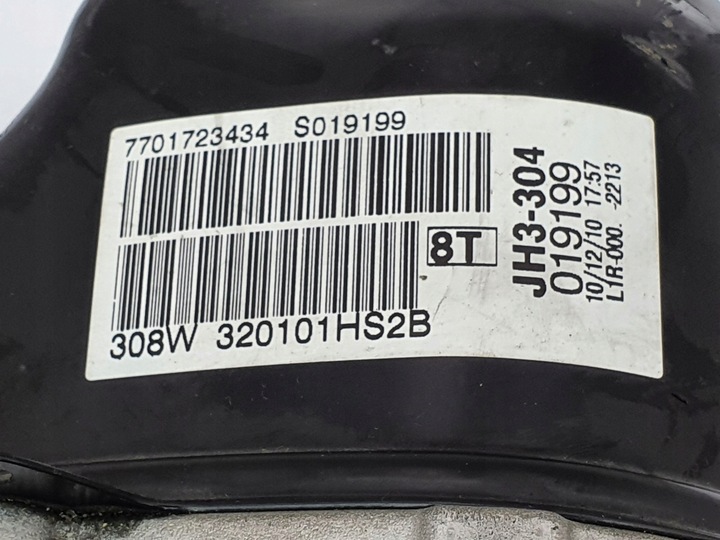 7701723434 S019199
8T
308W 320101HS2B
JH3-304
019199
10/12/10 17:57
L1R-000. -2213